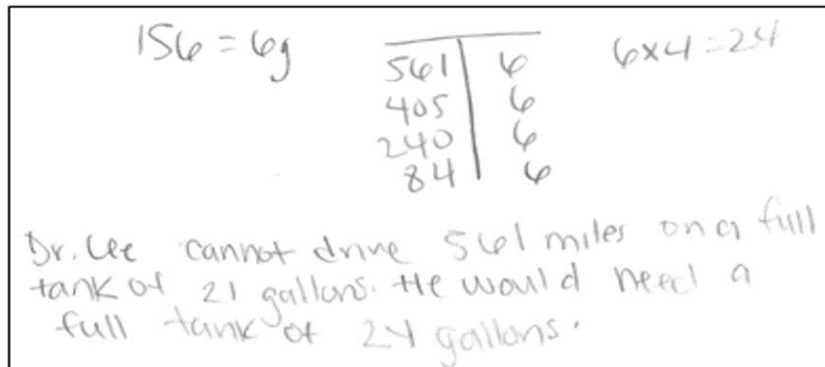 156 = 6g
561 | 6
405 | 6
240 | 6
84 | 6
6x4=24
Dr. Lee cannot drive 561 miles on a full
tank of 21 gallons. He would need a
full tank of 24 gallons.